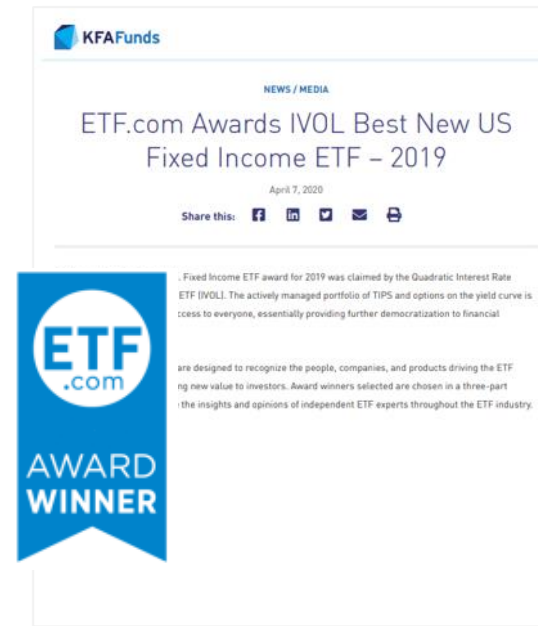 KFAFunds
NEWS / MEDIA
ETF.com Awards IVOL Best New US
Fixed Income ETF – 2019
April 7, 2020
Share this:
. Fixed Income ETF award for 2019 was claimed by the Quadratic Interest Rate
ETF (IVOL). The actively managed portfolio of TIPS and options on the yield curve is
ccess to everyone, essentially providing further democratization to financial
are designed to recognize the people, companies, and products driving the ETF
ng new value to investors. Award winners selected are chosen in a three-part
the insights and opinions of independent ETF experts throughout the ETF industry.
ETF
.com
AWARD
WINNER